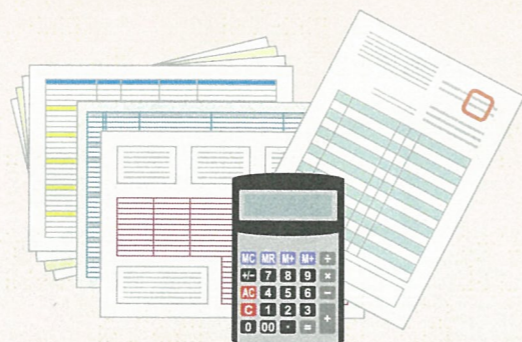 MC MR M+ M+ ÷
+/- 7 8 9 ×
AC 4 5 6 −
C 1 2 3 +
0 00 · =